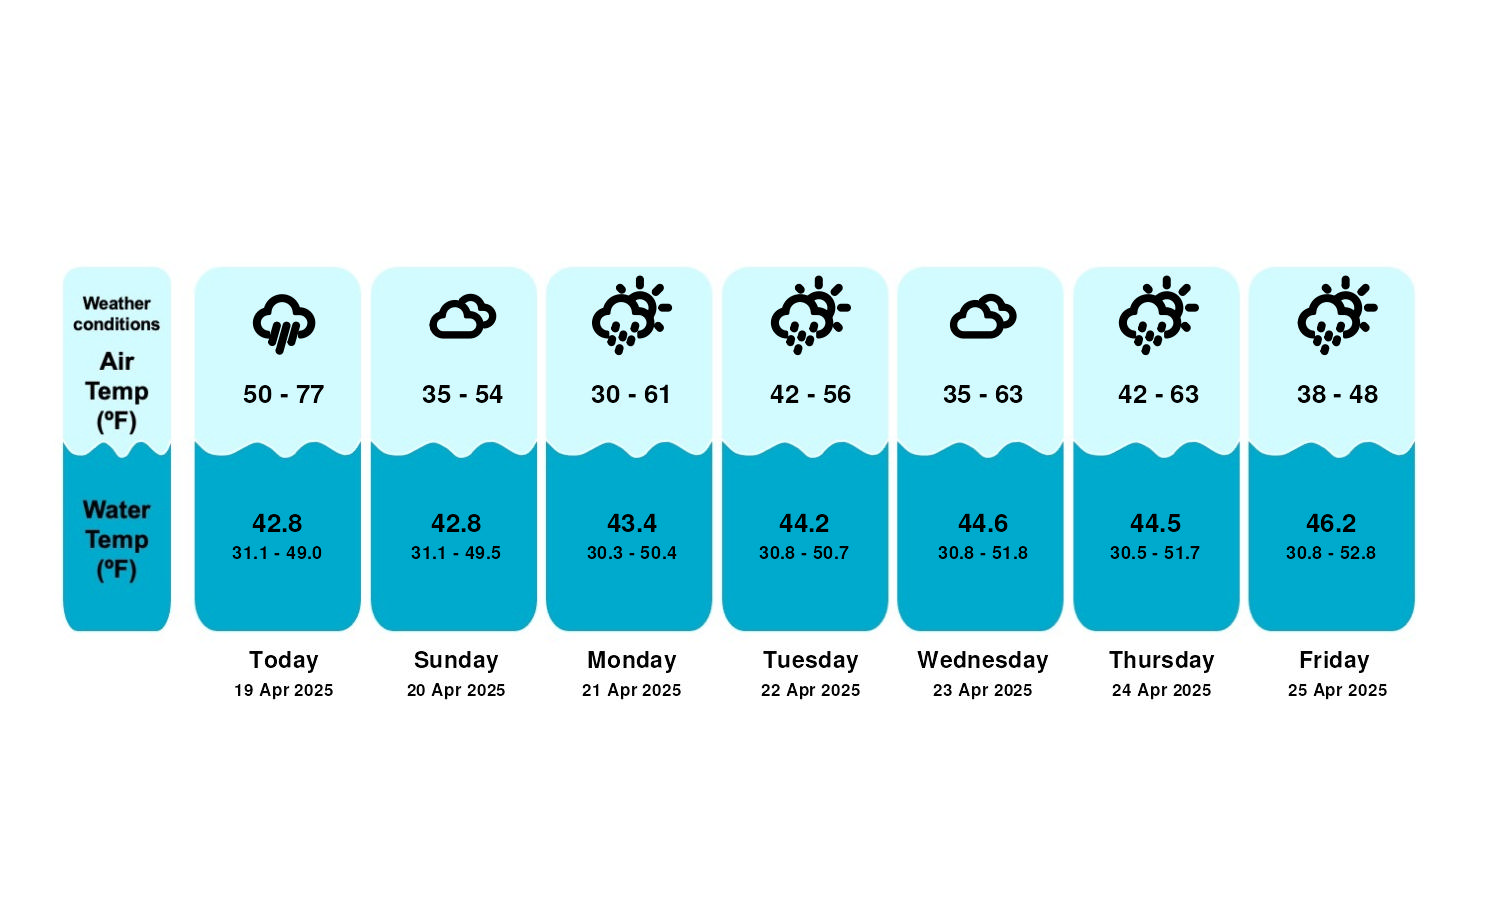 Weather
conditions
Air
Temp
(ºF)
Water
Temp
(ºF)
50 - 77
42.8
31.1 - 49.0
Today
19 Apr 2025
35 - 54
42.8
31.1 - 49.5
Sunday
20 Apr 2025
30 - 61
43.4
30.3 - 50.4
Monday
21 Apr 2025
42 - 56
44.2
30.8 - 50.7
Tuesday
22 Apr 2025
35 - 63
44.6
30.8 - 51.8
Wednesday
23 Apr 2025
42 - 63
44.5
30.5 - 51.7
Thursday
24 Apr 2025
38 - 48
46.2
30.8 - 52.8
Friday
25 Apr 2025